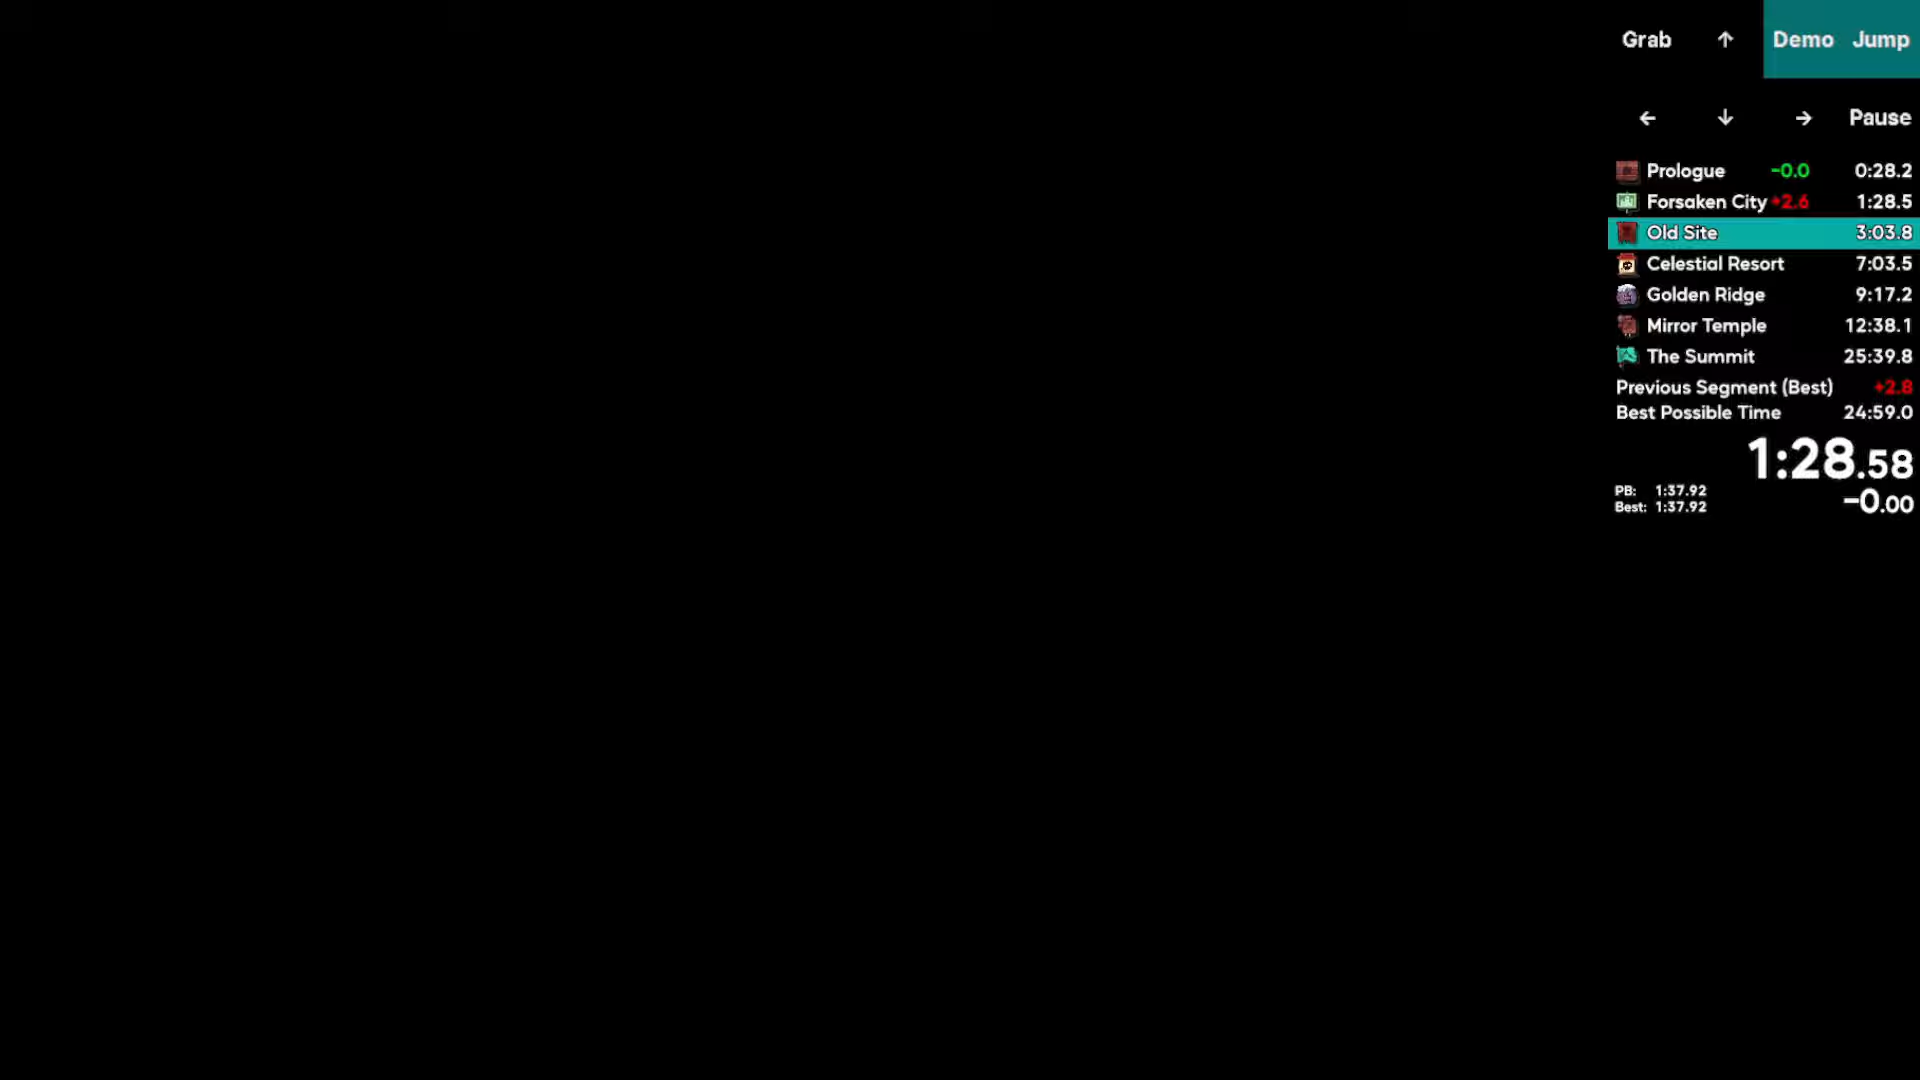 Grab ↑ Demo Jump
← ↓ → Pause
Prologue -0.0 0:28.2
Forsaken City +2.6 1:28.5
Old Site 3:03.8
Celestial Resort 7:03.5
Golden Ridge 9:17.2
Mirror Temple 12:38.1
The Summit 25:39.8
Previous Segment (Best) +2.8
Best Possible Time 24:59.0
1:28.58
PB: 1:37.92
Best: 1:37.92
-0.00